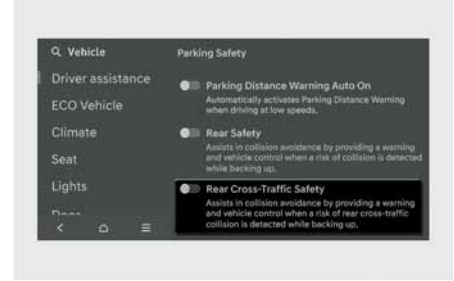 Vehicle
Parking Safety
Driver assistance
ECO Vehicle
Climate
Seat
Lights
Parking Distance Warning Auto On
Automatically activates Parking Distance Warning
when driving at low speeds.
Rear Safety
Assists in collision avoidance by providing a warning
and vehicle control when a risk of collision is detected
while backing up.
Rear Cross-Traffic Safety
Assists in collision avoidance by providing a warning
and vehicle control when a risk of rear cross-traffic
collision is detected while backing up.